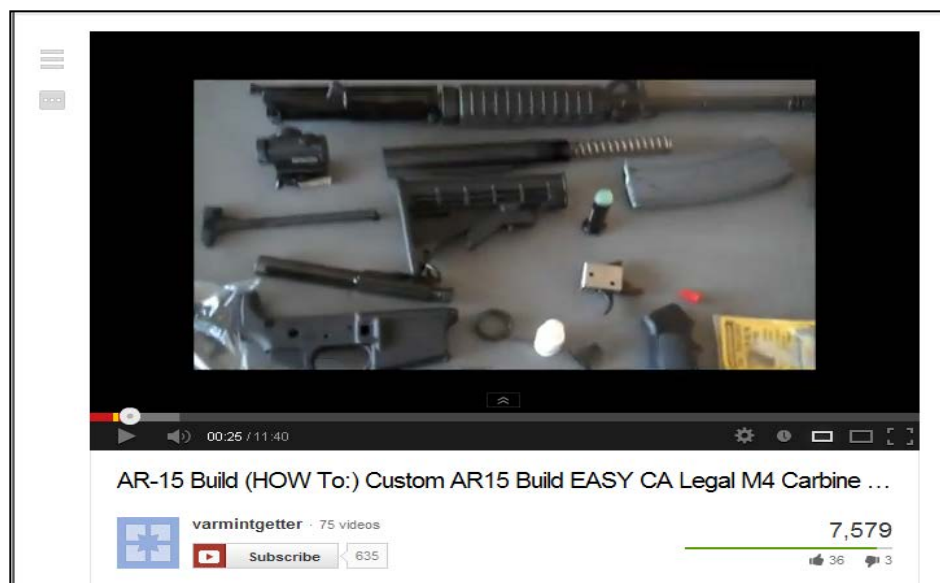 00:25 / 11:40
AR-15 Build (HOW To:) Custom AR15 Build EASY CA Legal M4 Carbine ...
varmintgetter · 75 videos
7,579
Subscribe 635
36 3